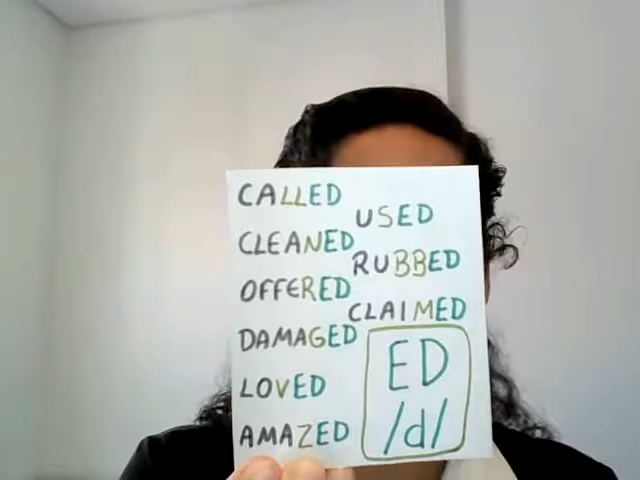 CALLED
USED
CLEANED
RUBBED
OFFERED
CLAIMED
DAMAGED
LOVED
AMAZED
ED
/d/